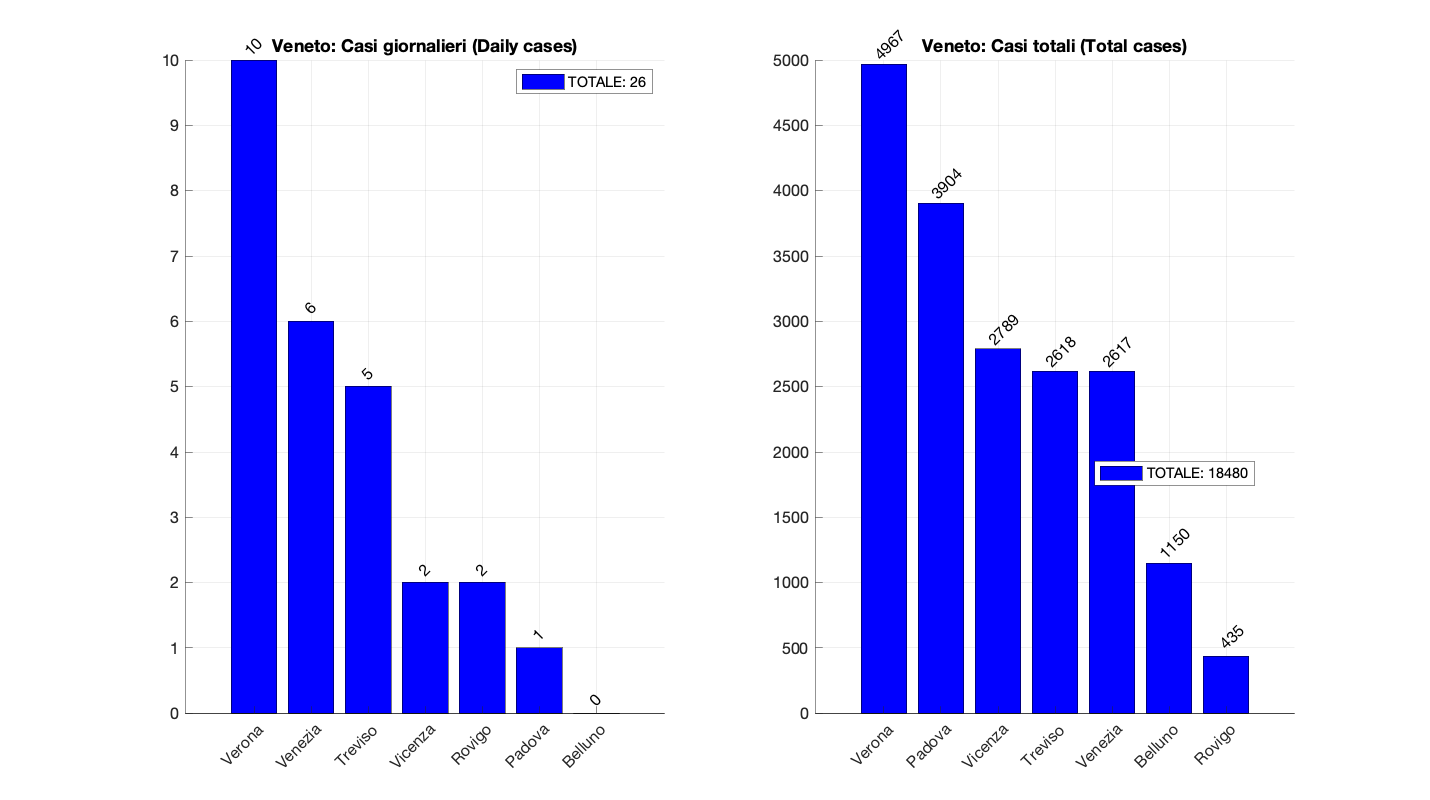 Veneto: Casi giornalieri (Daily cases)
TOTALE: 26
10
9
8
7
6
5
4
3
2
1
0
10
6
5
2
2
1
0
Verona
Venezia
Treviso
Vicenza
Rovigo
Padova
Belluno
Veneto: Casi totali (Total cases)
TOTALE: 18480
5000
4500
4000
3500
3000
2500
2000
1500
1000
500
0
4967
3904
2789
2618
2617
1150
435
Verona
Padova
Vicenza
Treviso
Venezia
Belluno
Rovigo